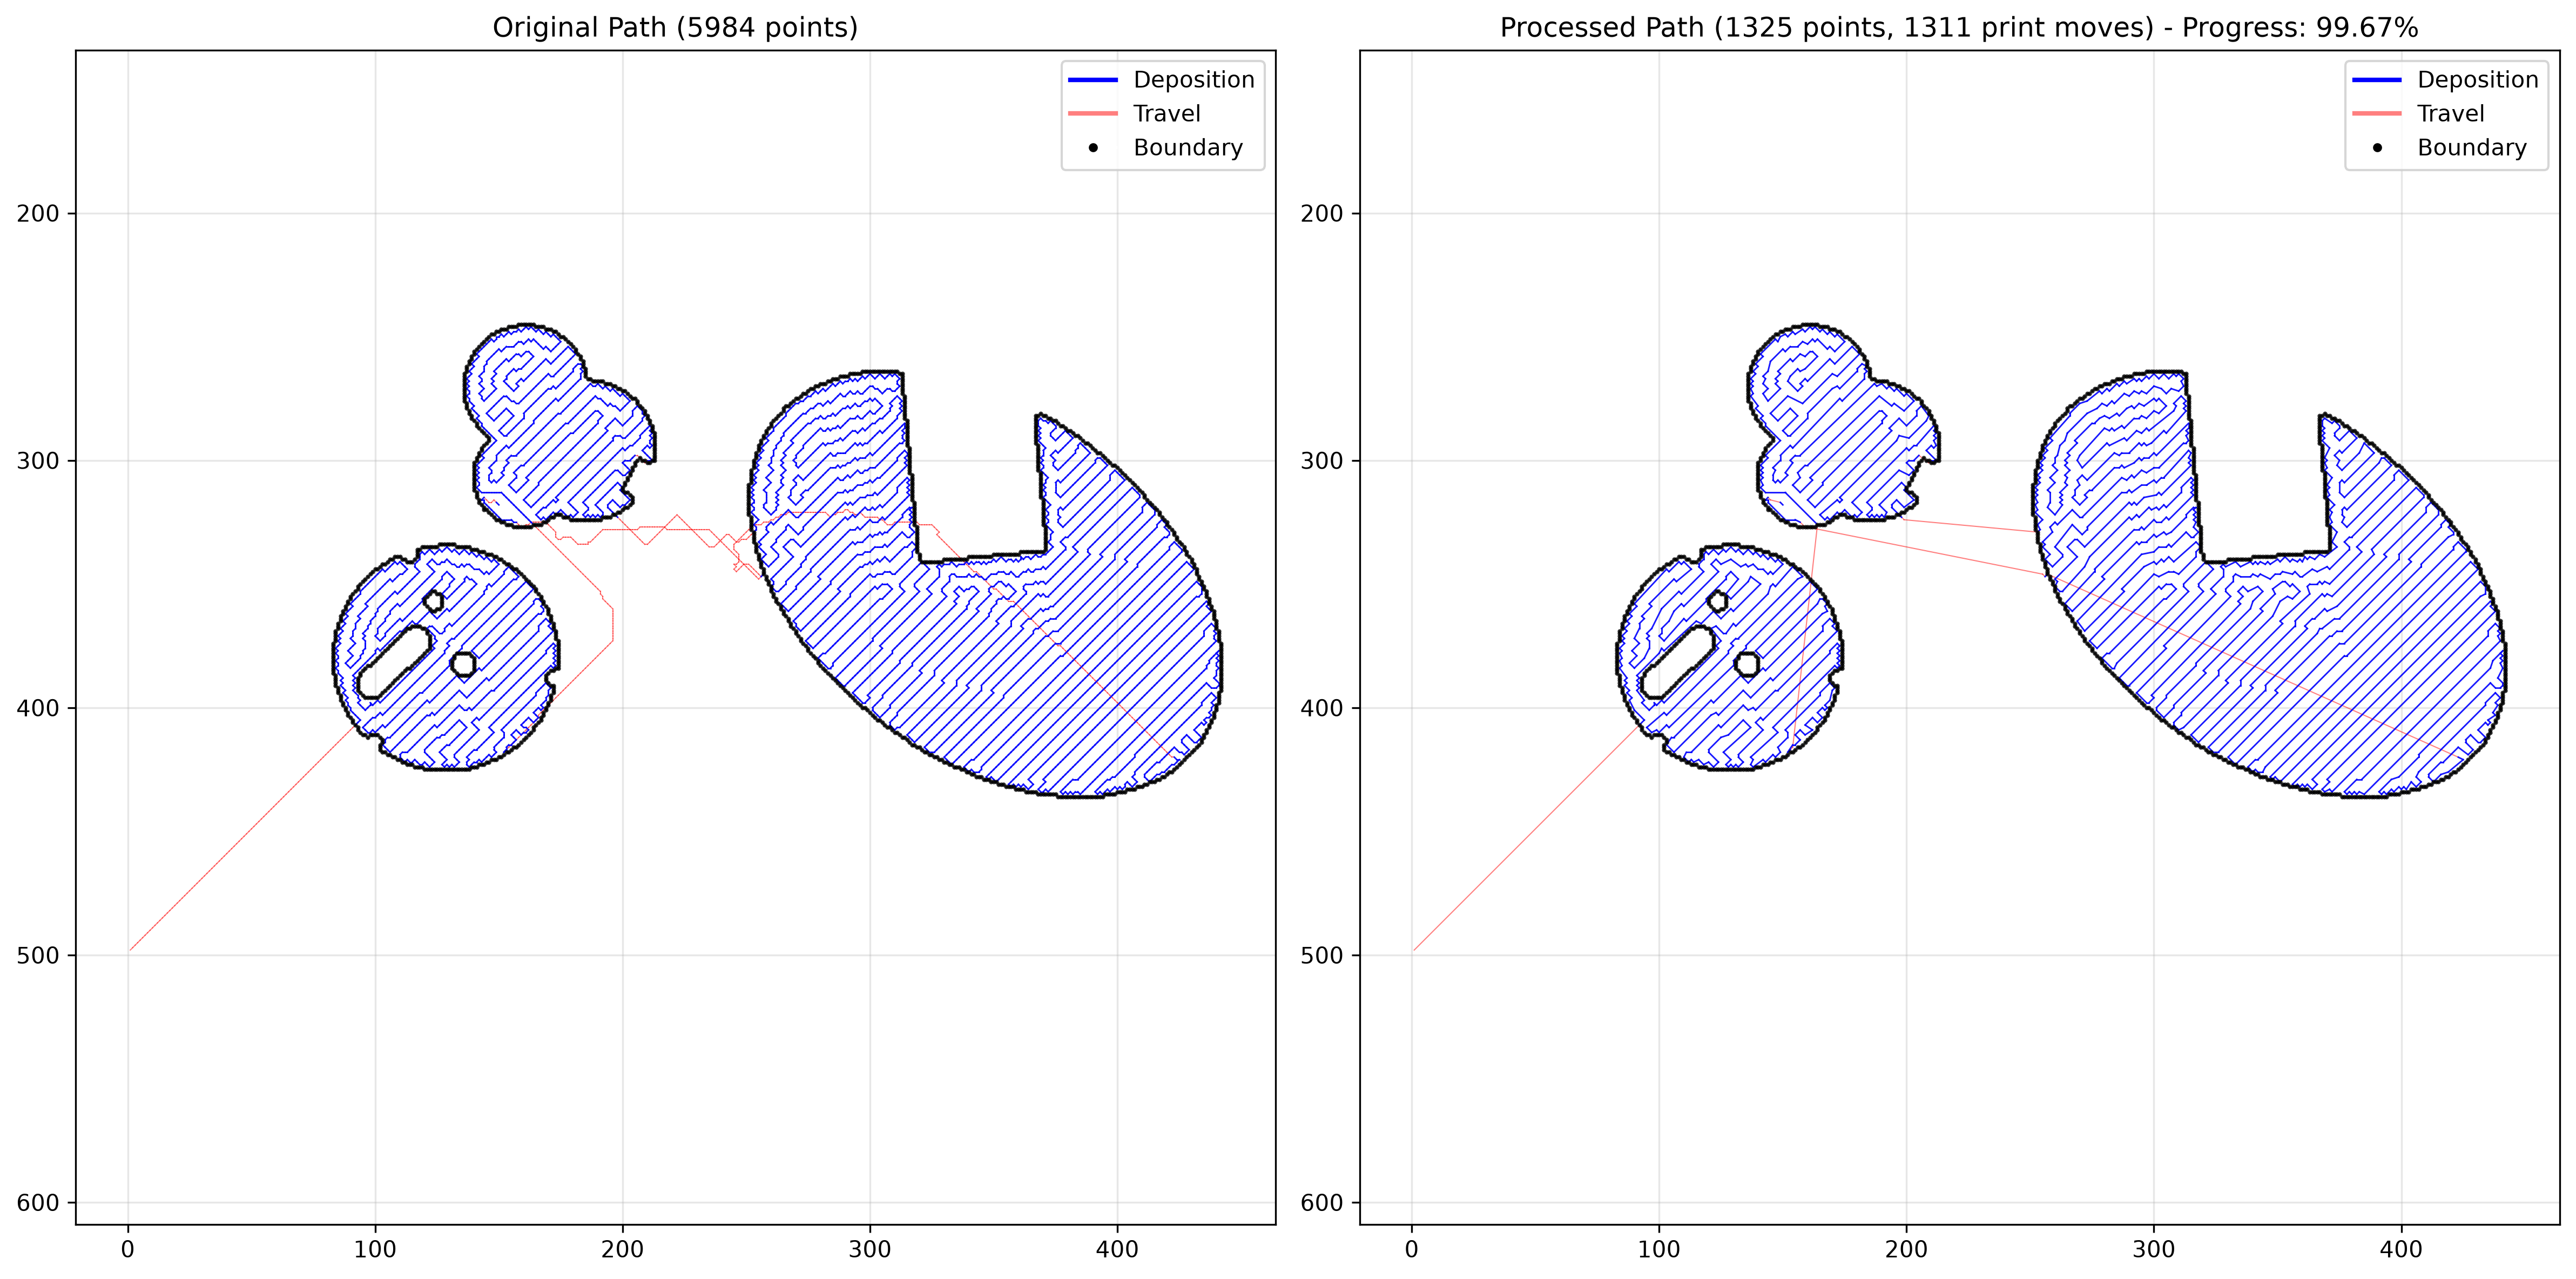 Original Path (5984 points)
Deposition
Travel
Boundary
200
300
400
500
600
0
100
200
300
400
Processed Path (1325 points, 1311 print moves) - Progress: 99.67%
Deposition
Travel
Boundary
200
300
400
500
600
0
100
200
300
400